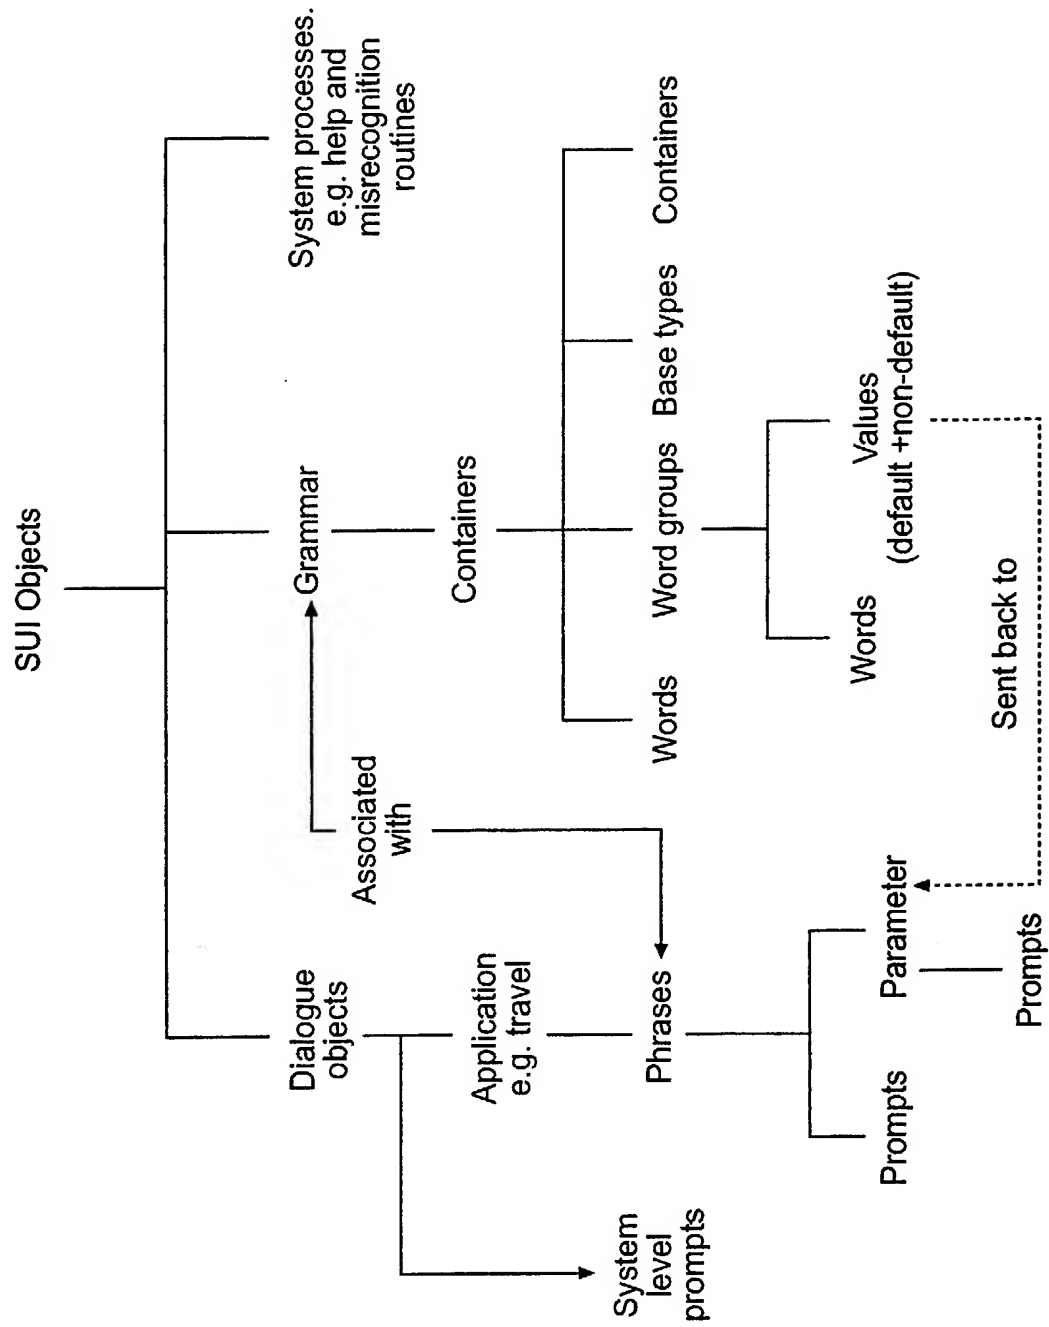 SUI Objects
Dialogue
objects
Grammar
System processes.
e.g. help and
misrecognition
routines
Associated
with
Application
e.g. travel
Containers
System
level
prompts
Phrases
Words
Word groups
Base types
Containers
Prompts
Parameter
Words
Values
(default +non-default)
Prompts
Sent back to